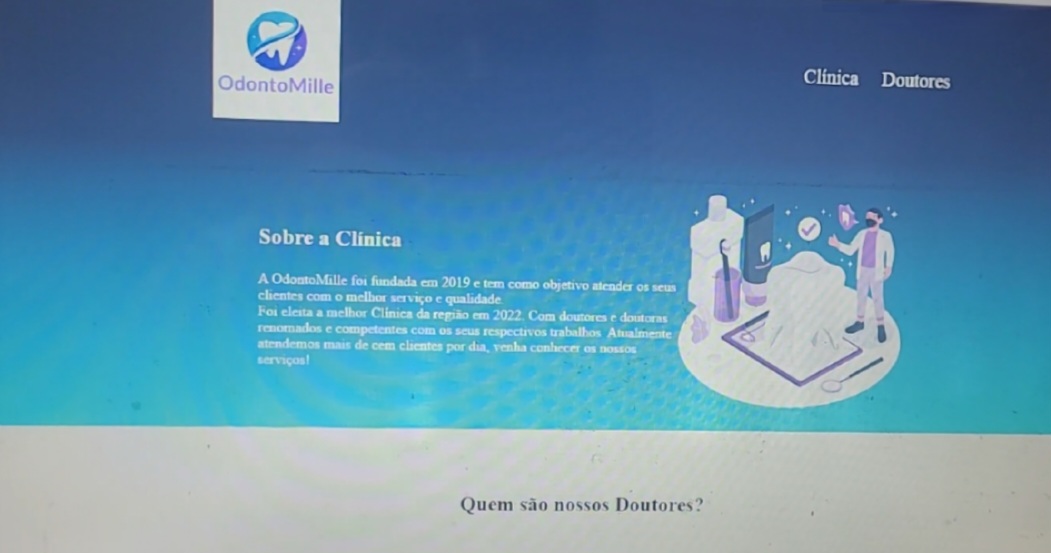 OdontoMille
Clínica Doutores
Sobre a Clínica
A OdontoMille foi fundada em 2019 e tem como objetivo atender os seus
clientes com o melhor serviço e qualidade.
Foi eleita a melhor Clínica da região em 2022. Com doutores e doutoras
renomados e competentes com os seus respectivos trabalhos. Atualmente
atendemos mais de cem clientes por dia, venha conhecer os nossos
serviços!
Quem são nossos Doutores?